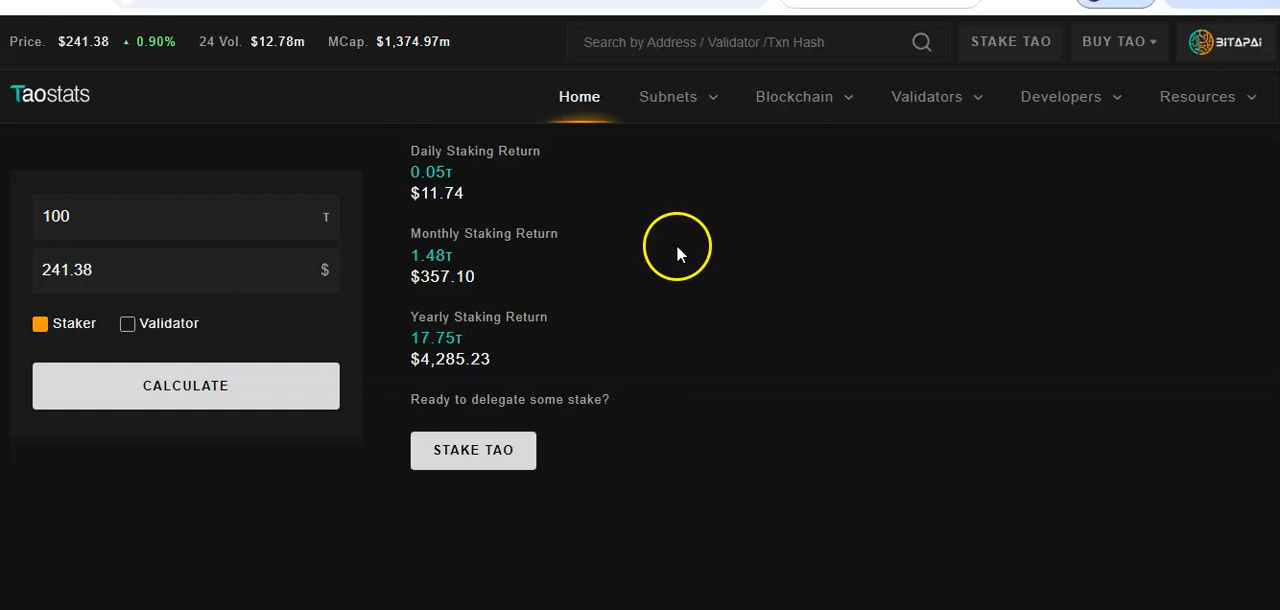 Price. $241.38 ▲ 0.90% 24 Vol. $12.78m MCap. $1,374.97m
Search by Address / Validator /Txn Hash
STAKE TAO
BUY TAO ▾
BITAPAI
Taostats
Home Subnets Blockchain Validators Developers Resources
100 T
241.38 $
Staker Validator
CALCULATE
Daily Staking Return
0.05T
$11.74
Monthly Staking Return
1.48T
$357.10
Yearly Staking Return
17.75T
$4,285.23
Ready to delegate some stake?
STAKE TAO